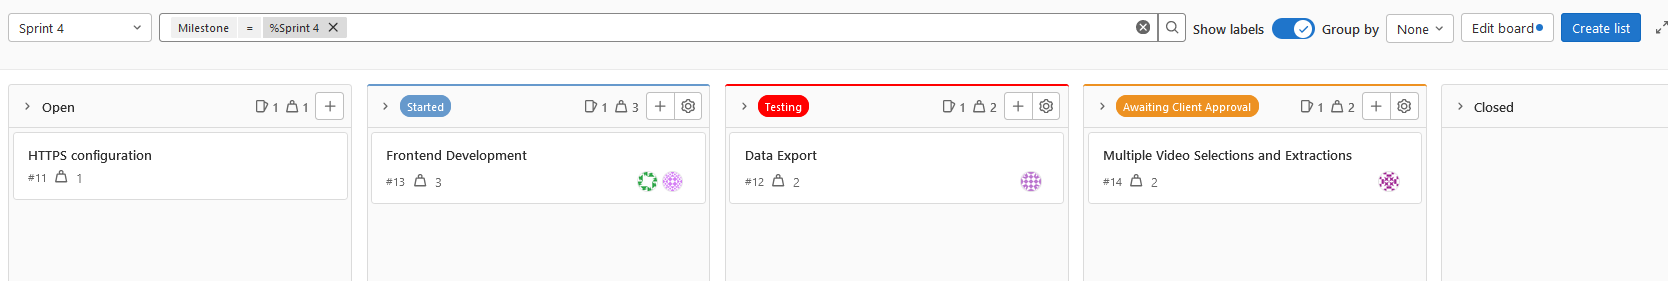 Sprint 4 Milestone = %Sprint 4 Show labels Group by None Edit board Create list
Open 1 1 Started 1 3 Testing 1 2 Awaiting Client Approval 1 2 Closed
HTTPS configuration Frontend Development Data Export Multiple Video Selections and Extractions
#11 1 #13 3 #12 2 #14 2